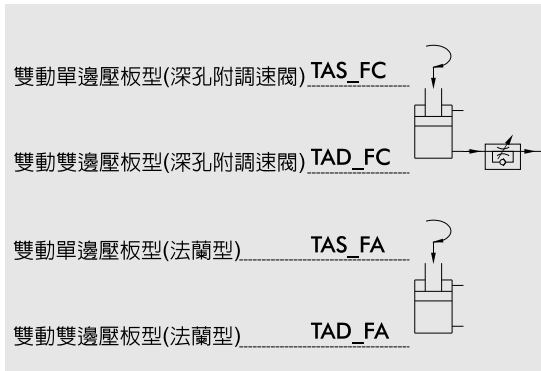 雙動單邊壓板型(深孔附調速閥) TAS_FC
雙動雙邊壓板型(深孔附調速閥) TAD_FC
雙動單邊壓板型(法蘭型) TAS_FA
雙動雙邊壓板型(法蘭型) TAD_FA